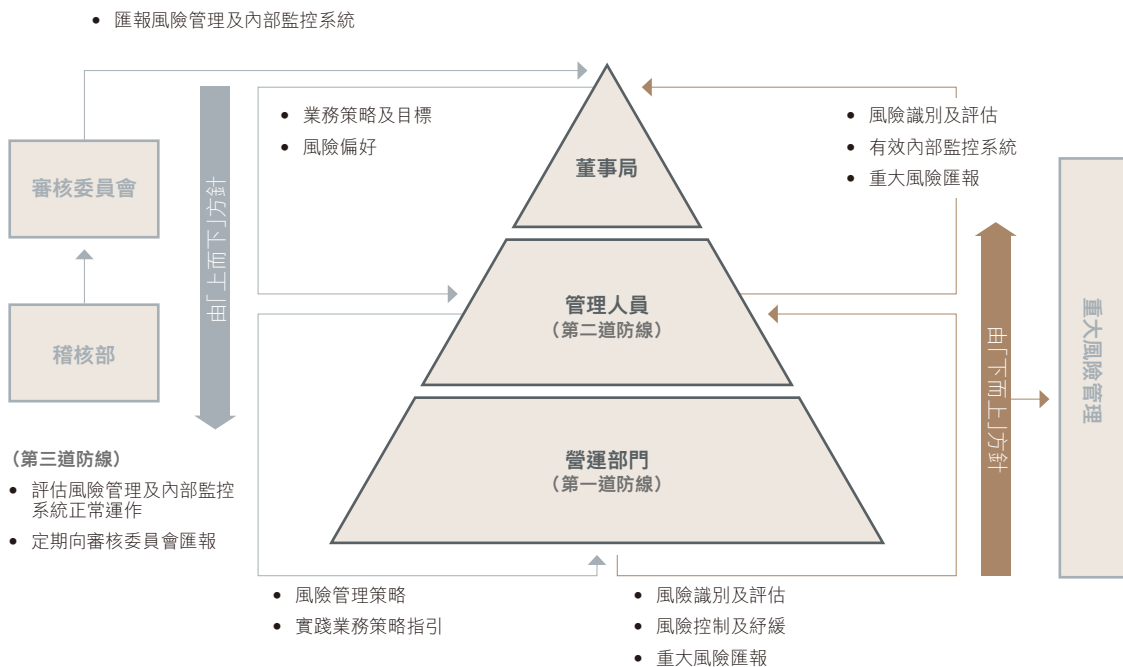 • 匯報風險管理及內部監控系統
審核委員會
稽核部
(第三道防線)
• 評估風險管理及內部監控
系統正常運作
• 定期向審核委員會匯報
由「上而下」方針
• 業務策略及目標
• 風險偏好
董事局
管理人員
(第二道防線)
營運部門
(第一道防線)
• 風險管理策略
• 實踐業務策略指引
• 風險識別及評估
• 有效內部監控系統
• 重大風險匯報
• 風險識別及評估
• 風險控制及紓緩
• 重大風險匯報
由「下而上」方針
重大風險管理